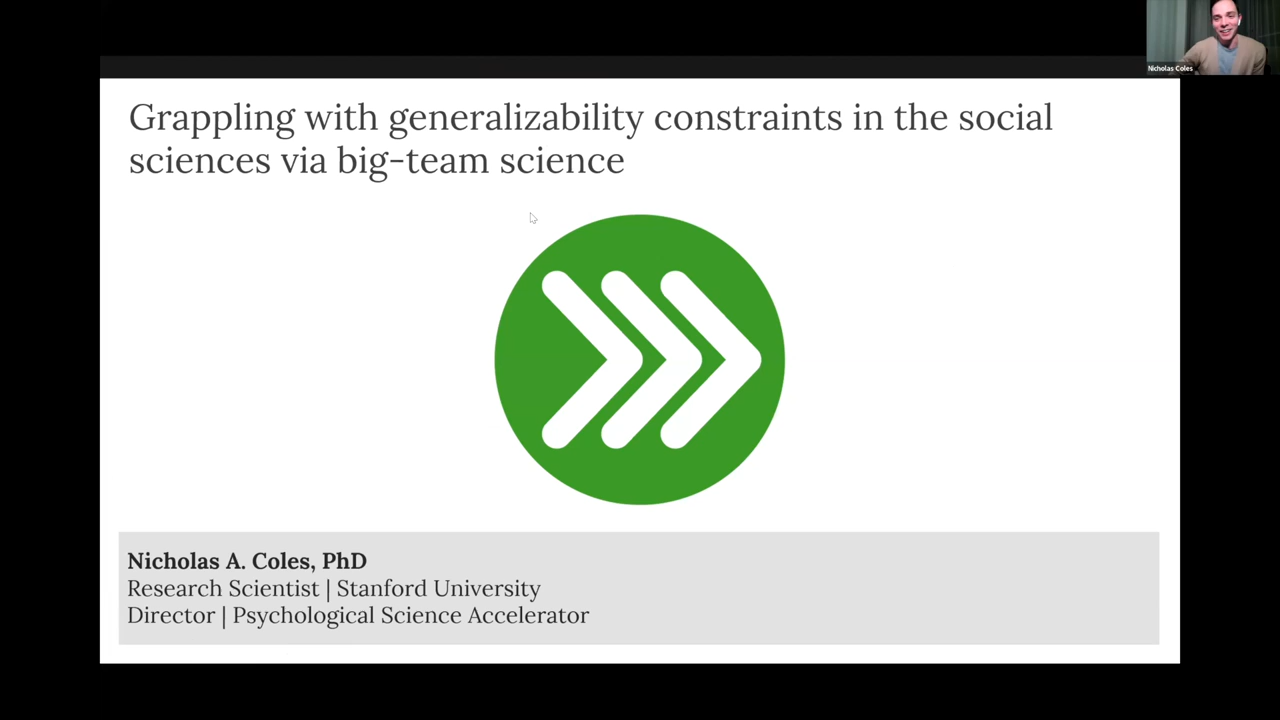 Nicholas Coles
Grappling with generalizability constraints in the social
sciences via big-team science
Nicholas A. Coles, PhD
Research Scientist | Stanford University
Director | Psychological Science Accelerator